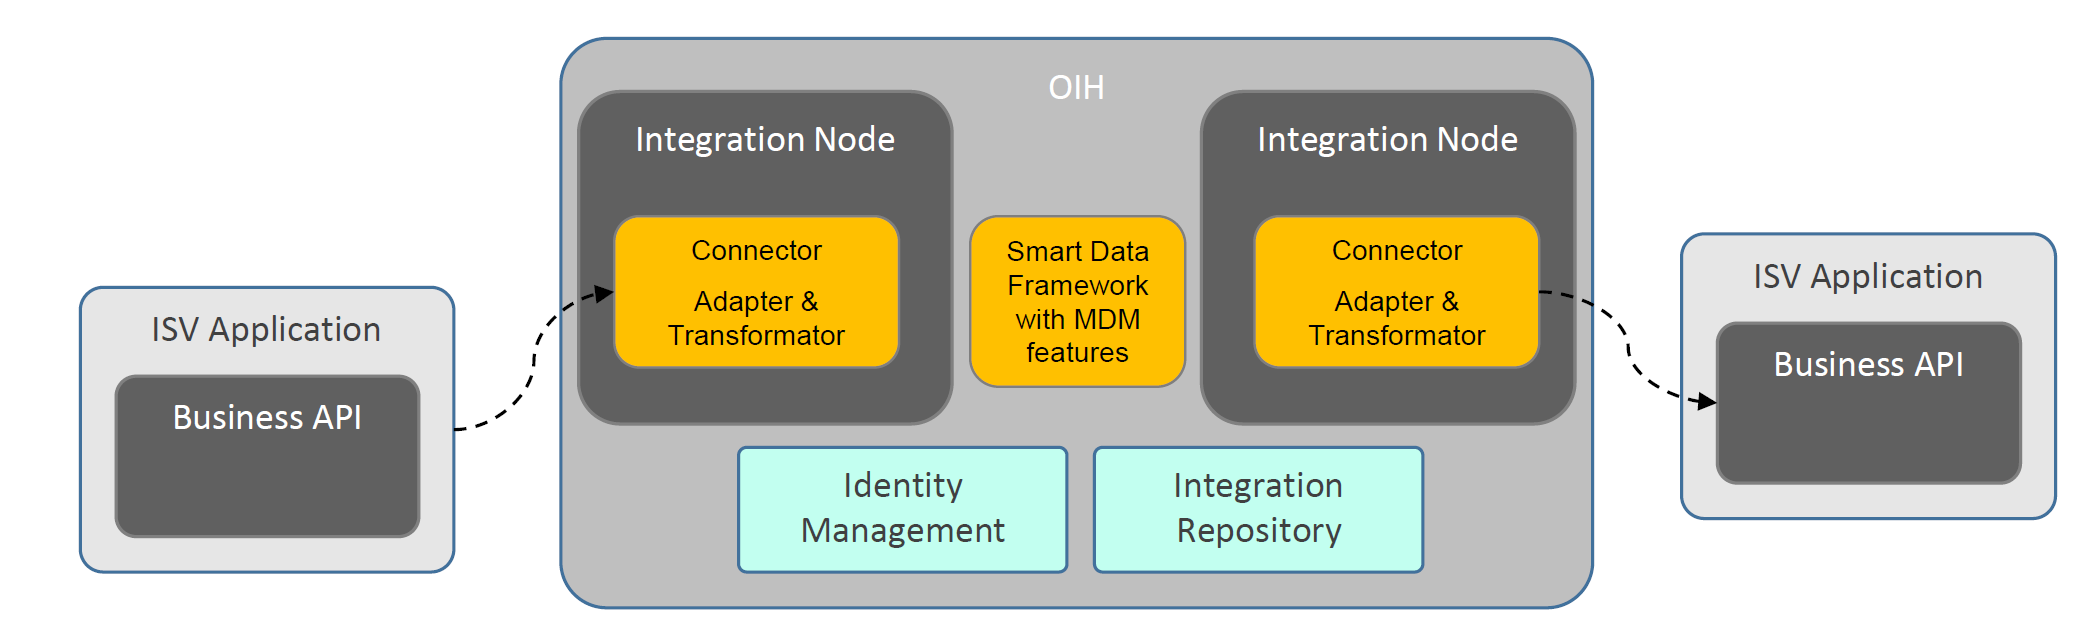 OIH
Integration Node
Connector
Adapter &
Transformator
Smart Data
Framework
with MDM
features
Integration Node
Connector
Adapter &
Transformator
ISV Application
Business API
ISV Application
Business API
Identity
Management
Integration
Repository